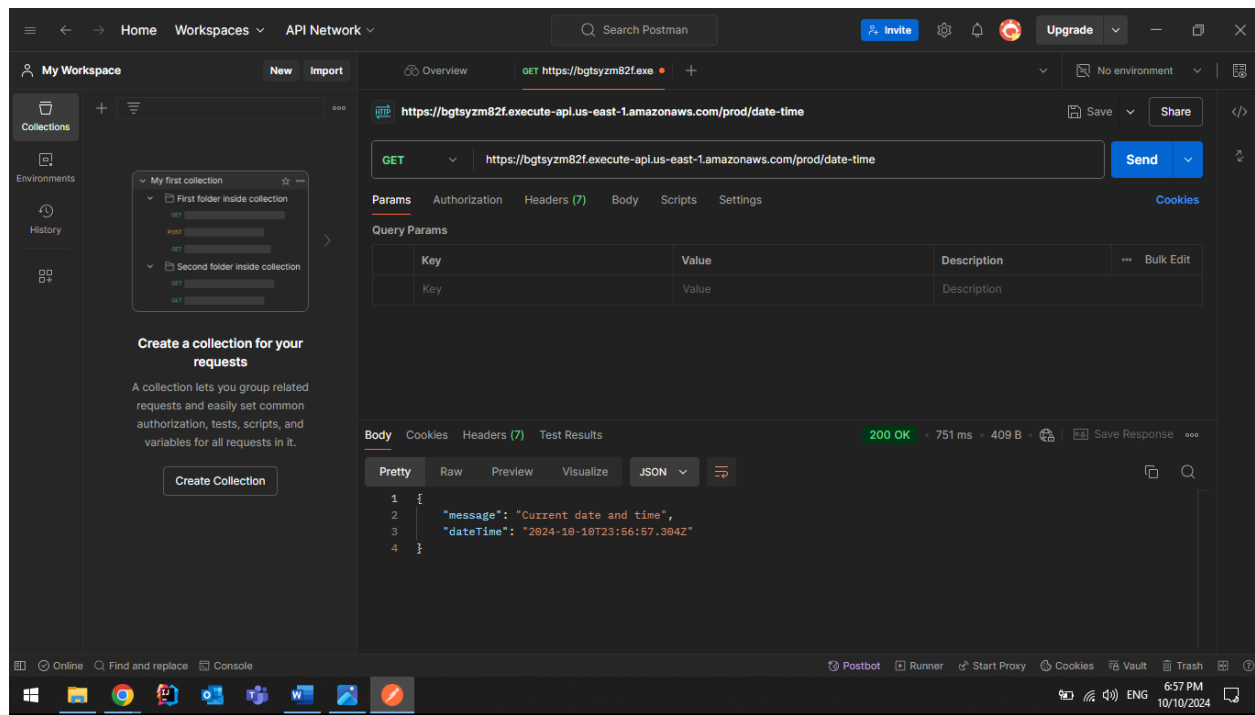 Home Workspaces API Network Search Postman Invite Upgrade
My Workspace New Import Overview GET https://bgtsyzm82f.exe No environment
Collections
Environments
History
My first collection
First folder inside collection
GET
POST
GET
Second folder inside collection
GET
GET
Create a collection for your
requests
A collection lets you group related
requests and easily set common
authorization, tests, scripts, and
variables for all requests in it.
Create Collection
HTTP https://bgtsyzm82f.execute-api.us-east-1.amazonaws.com/prod/date-time Save Share
GET https://bgtsyzm82f.execute-api.us-east-1.amazonaws.com/prod/date-time Send
Params Authorization Headers (7) Body Scripts Settings Cookies
Query Params
Key Value Description Bulk Edit
Key Value Description
Body Cookies Headers (7) Test Results 200 OK 751 ms 409 B Save Response
Pretty Raw Preview Visualize JSON
1 {
2 "message": "Current date and time",
3 "dateTime": "2024-10-10T23:56:57.304Z"
4 }
Online Find and replace Console Postbot Runner Start Proxy Cookies Vault Trash
ENG 6:57 PM
10/10/2024